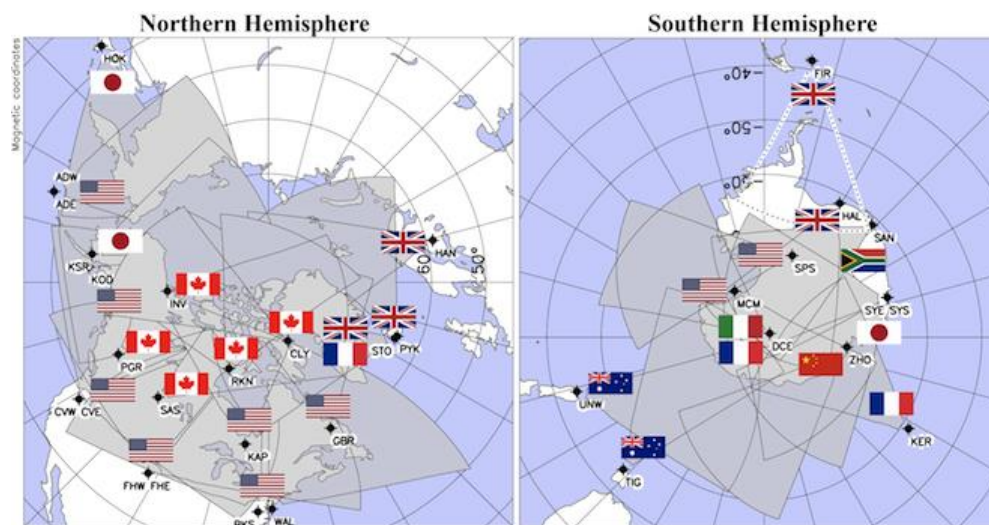 Northern Hemisphere
Southern Hemisphere
Magnetic coordinates
HOK
ADW
ADE
KSR
KOD
INV
PGR
RKN
CLY
STO
PYK
HAN
60°
50°
CVW CVE
SAS
KAP
GBR
FHW FHE
BKS
WAL
FIR
40°
50°
60°
HAL
SAN
SPS
MCM
SYE SYS
DCE
ZHO
UNW
KER
TIG